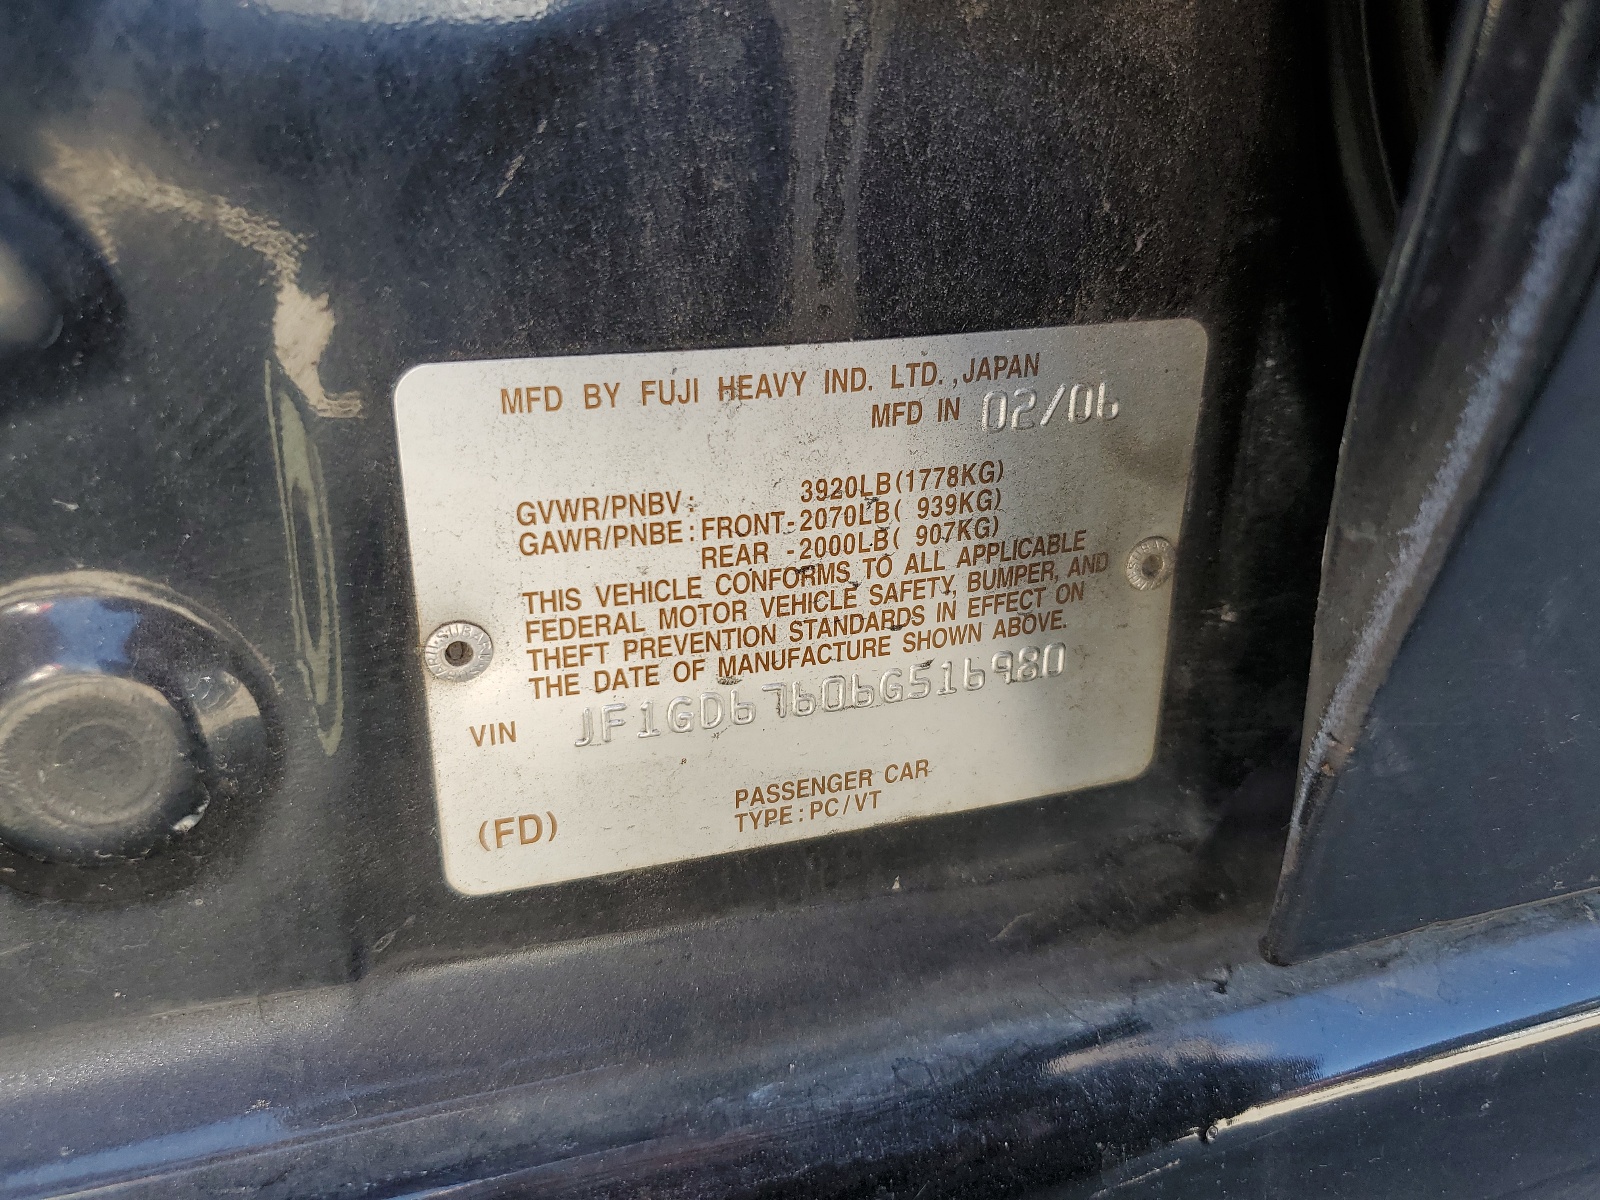 MFD BY FUJI HEAVY IND. LTD., JAPAN
MFD IN 02/06
GVWR/PNBV: 3920LB(1778KG)
GAWR/PNBE: FRONT-2070LB( 939KG)
REAR -2000LB( 907KG)
THIS VEHICLE CONFORMS TO ALL APPLICABLE
FEDERAL MOTOR VEHICLE SAFETY, BUMPER, AND
THEFT PREVENTION STANDARDS IN EFFECT ON
THE DATE OF MANUFACTURE SHOWN ABOVE.
VIN JF1GD67606G516980
PASSENGER CAR
(FD) TYPE: PC/VT